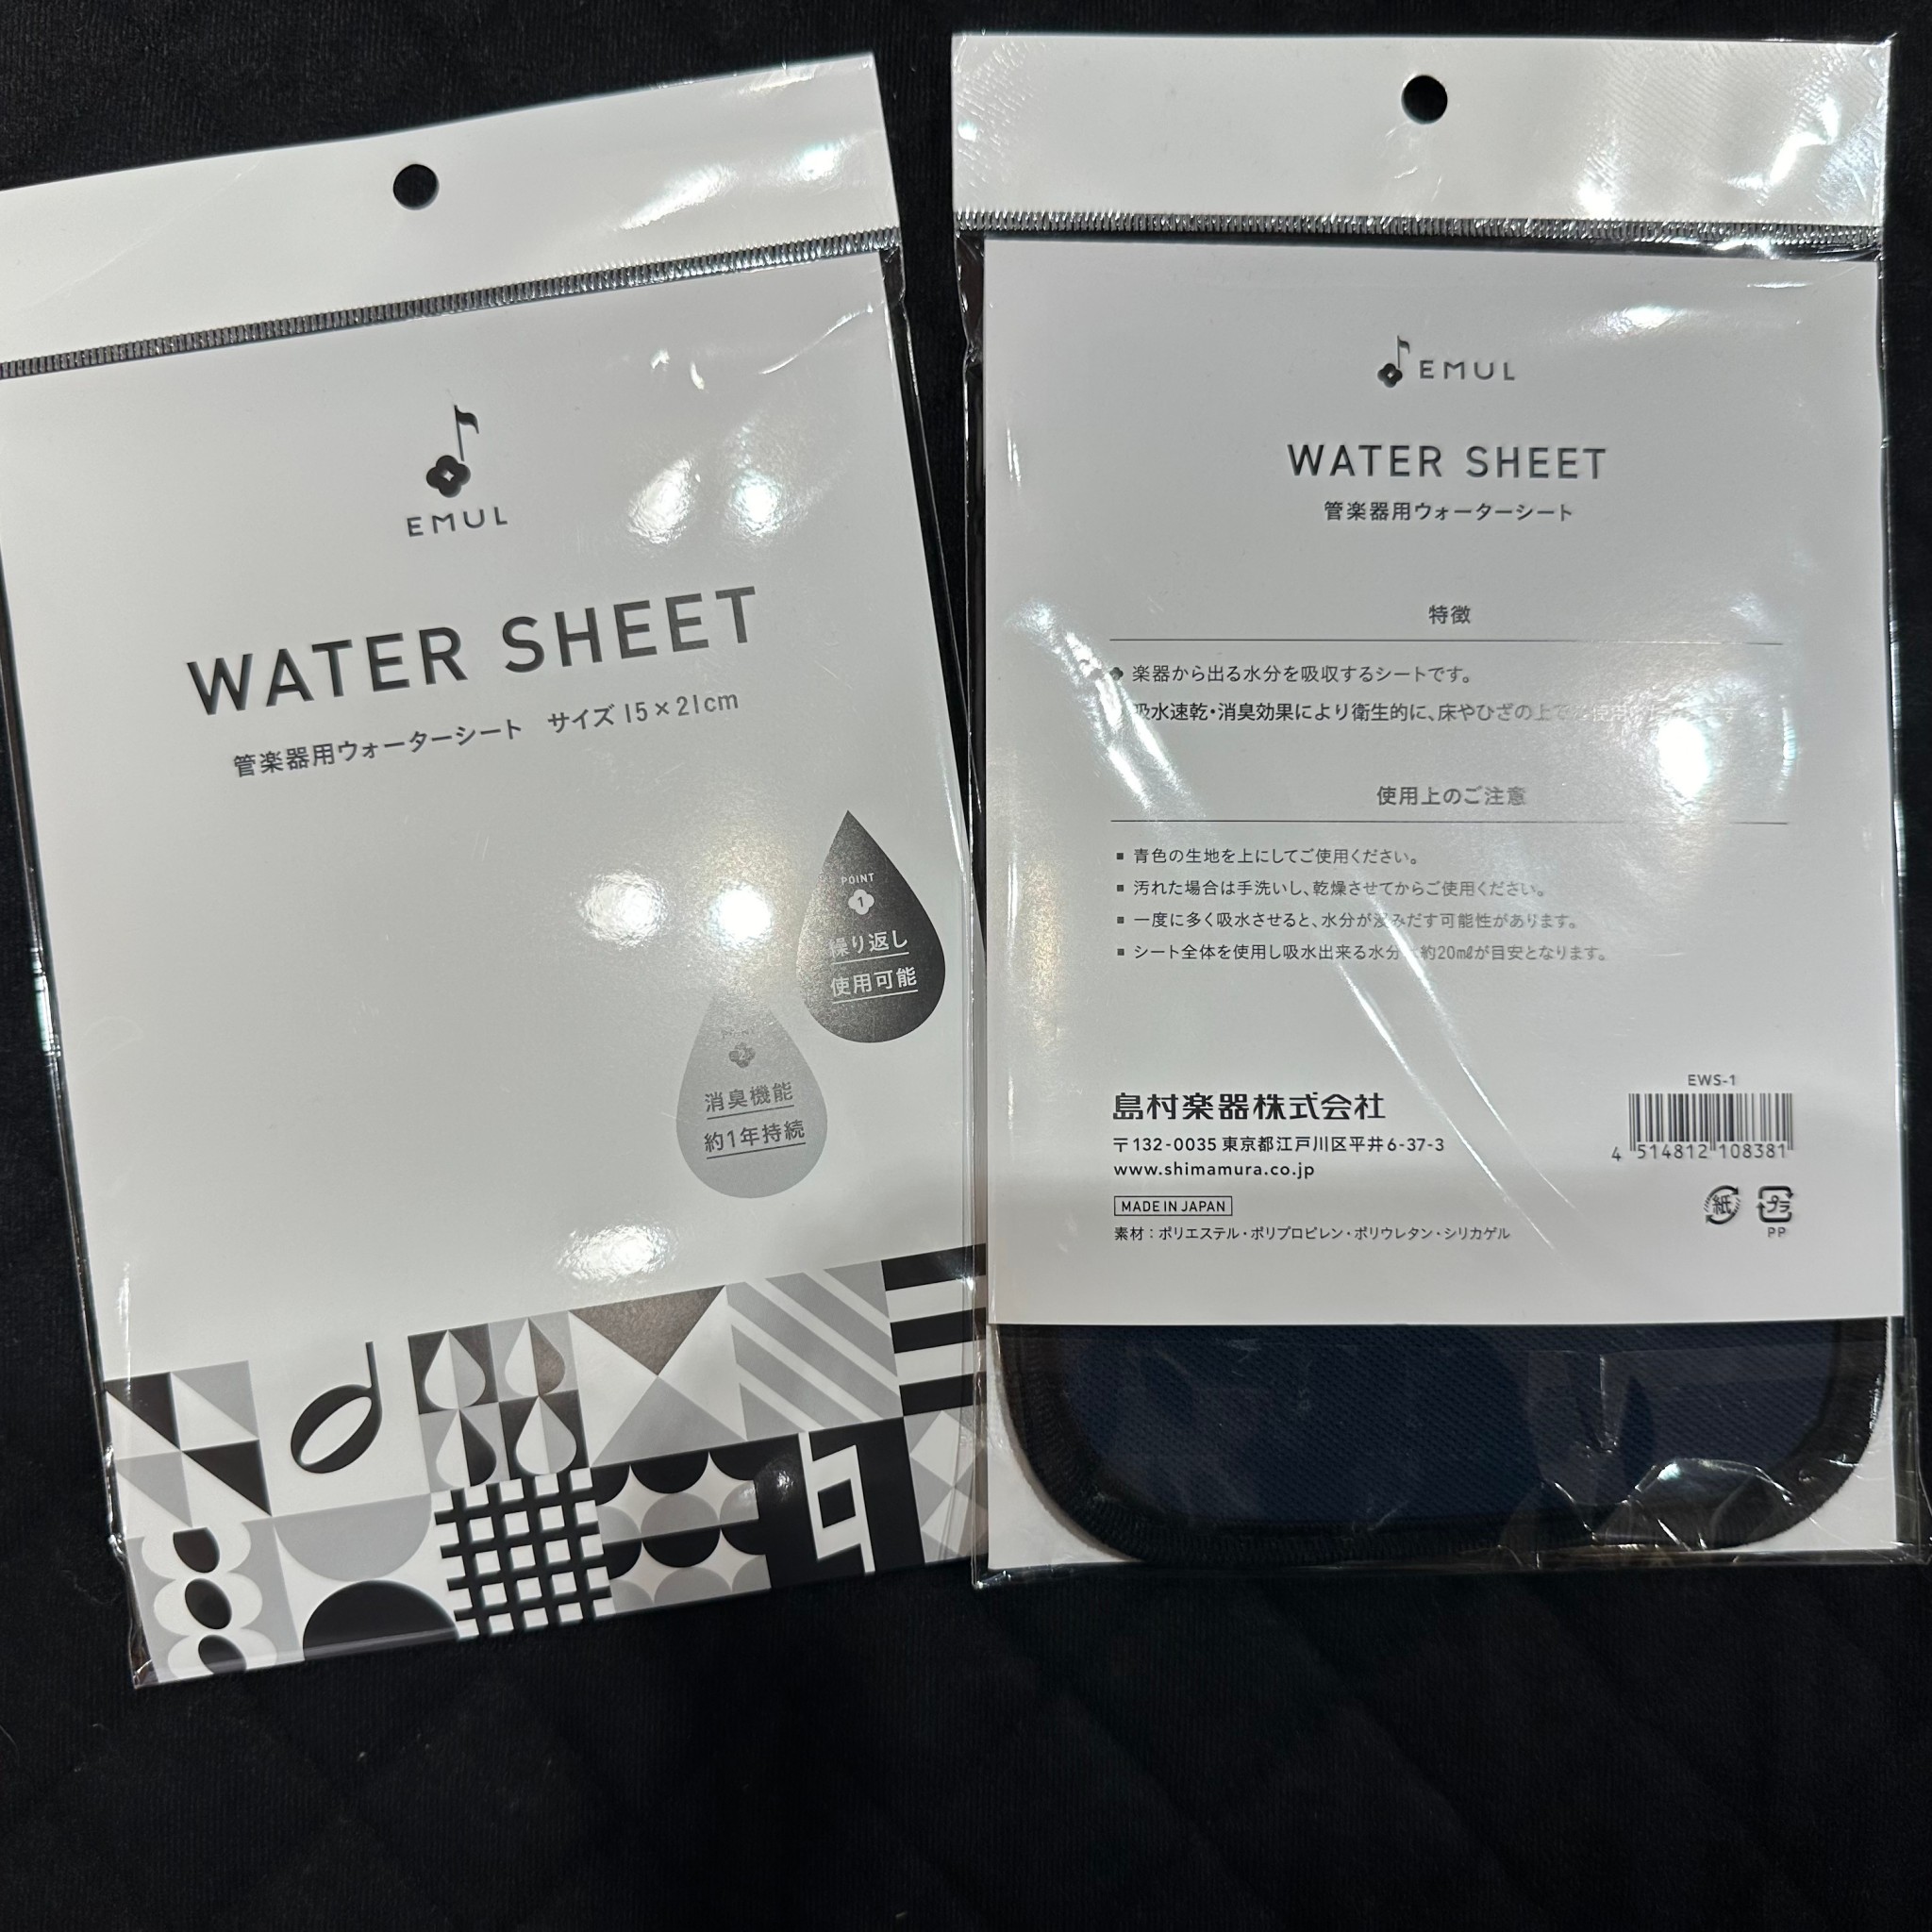 EMUL
WATER SHEET
管楽器用ウォーターシート サイズ 15×21cm
POINT
1
繰り返し
使用可能
消臭機能
約1年持続
EMUL
WATER SHEET
管楽器用ウォーターシート
特徴
楽器から出る水分を吸収するシートです。
吸水速乾・消臭効果により衛生的に、床やひざの上で
使用上のご注意
■ 青色の生地を上にしてご使用ください。
■ 汚れた場合は手洗いし、乾燥させてからご使用ください。
■ 一度に多く吸水させると、水分が浸みだす可能性があります。
■ シート全体を使用し吸水出来る水分 約20mℓが目安となります。
島村楽器株式会社
〒132-0035 東京都江戸川区平井6-37-3
www.shimamura.co.jp
MADE IN JAPAN
素材：ポリエステル・ポリプロピレン・ポリウレタン・シリカゲル
EWS-1
4 514812 108381
紙
プラ
PP